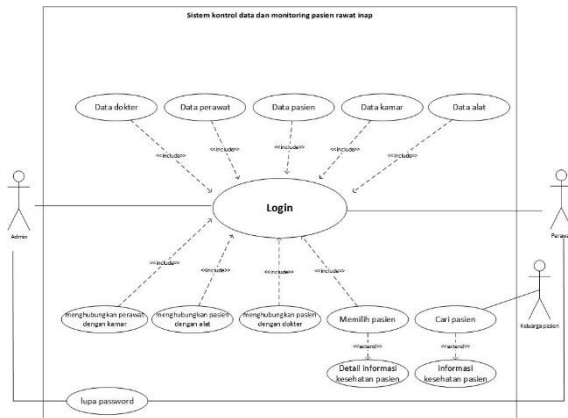 Sistem kontrol data dan monitoring pasien rawat inap
Data dokter
Data perawat
Data pasien
Data kamar
Data alat
<<include>>
<<include>>
<<include>>
<<include>>
<<include>>
Login
Admin
Perawat
<<include>>
<<include>>
<<include>>
<<include>>
menghubungkan perawat
dengan kamar
menghubungkan pasien
dengan alat
menghubungkan pasien
dengan dokter
Memilih pasien
Cari pasien
Keluarga pasien
<<extend>>
<<extend>>
Detail Informasi
kesehatan pasien
Informasi
kesehatan pasien
lupa password